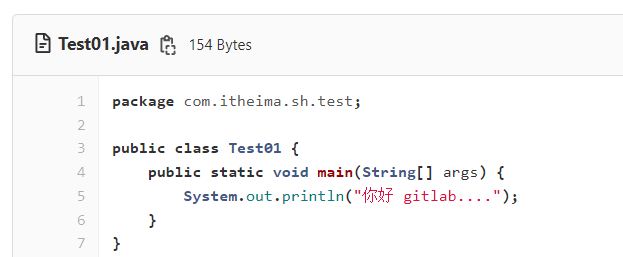 Test01.java 154 Bytes
1 package com.itheima.sh.test;
2
3 public class Test01 {
4     public static void main(String[] args) {
5         System.out.println("你好 gitlab....");
6     }
7 }